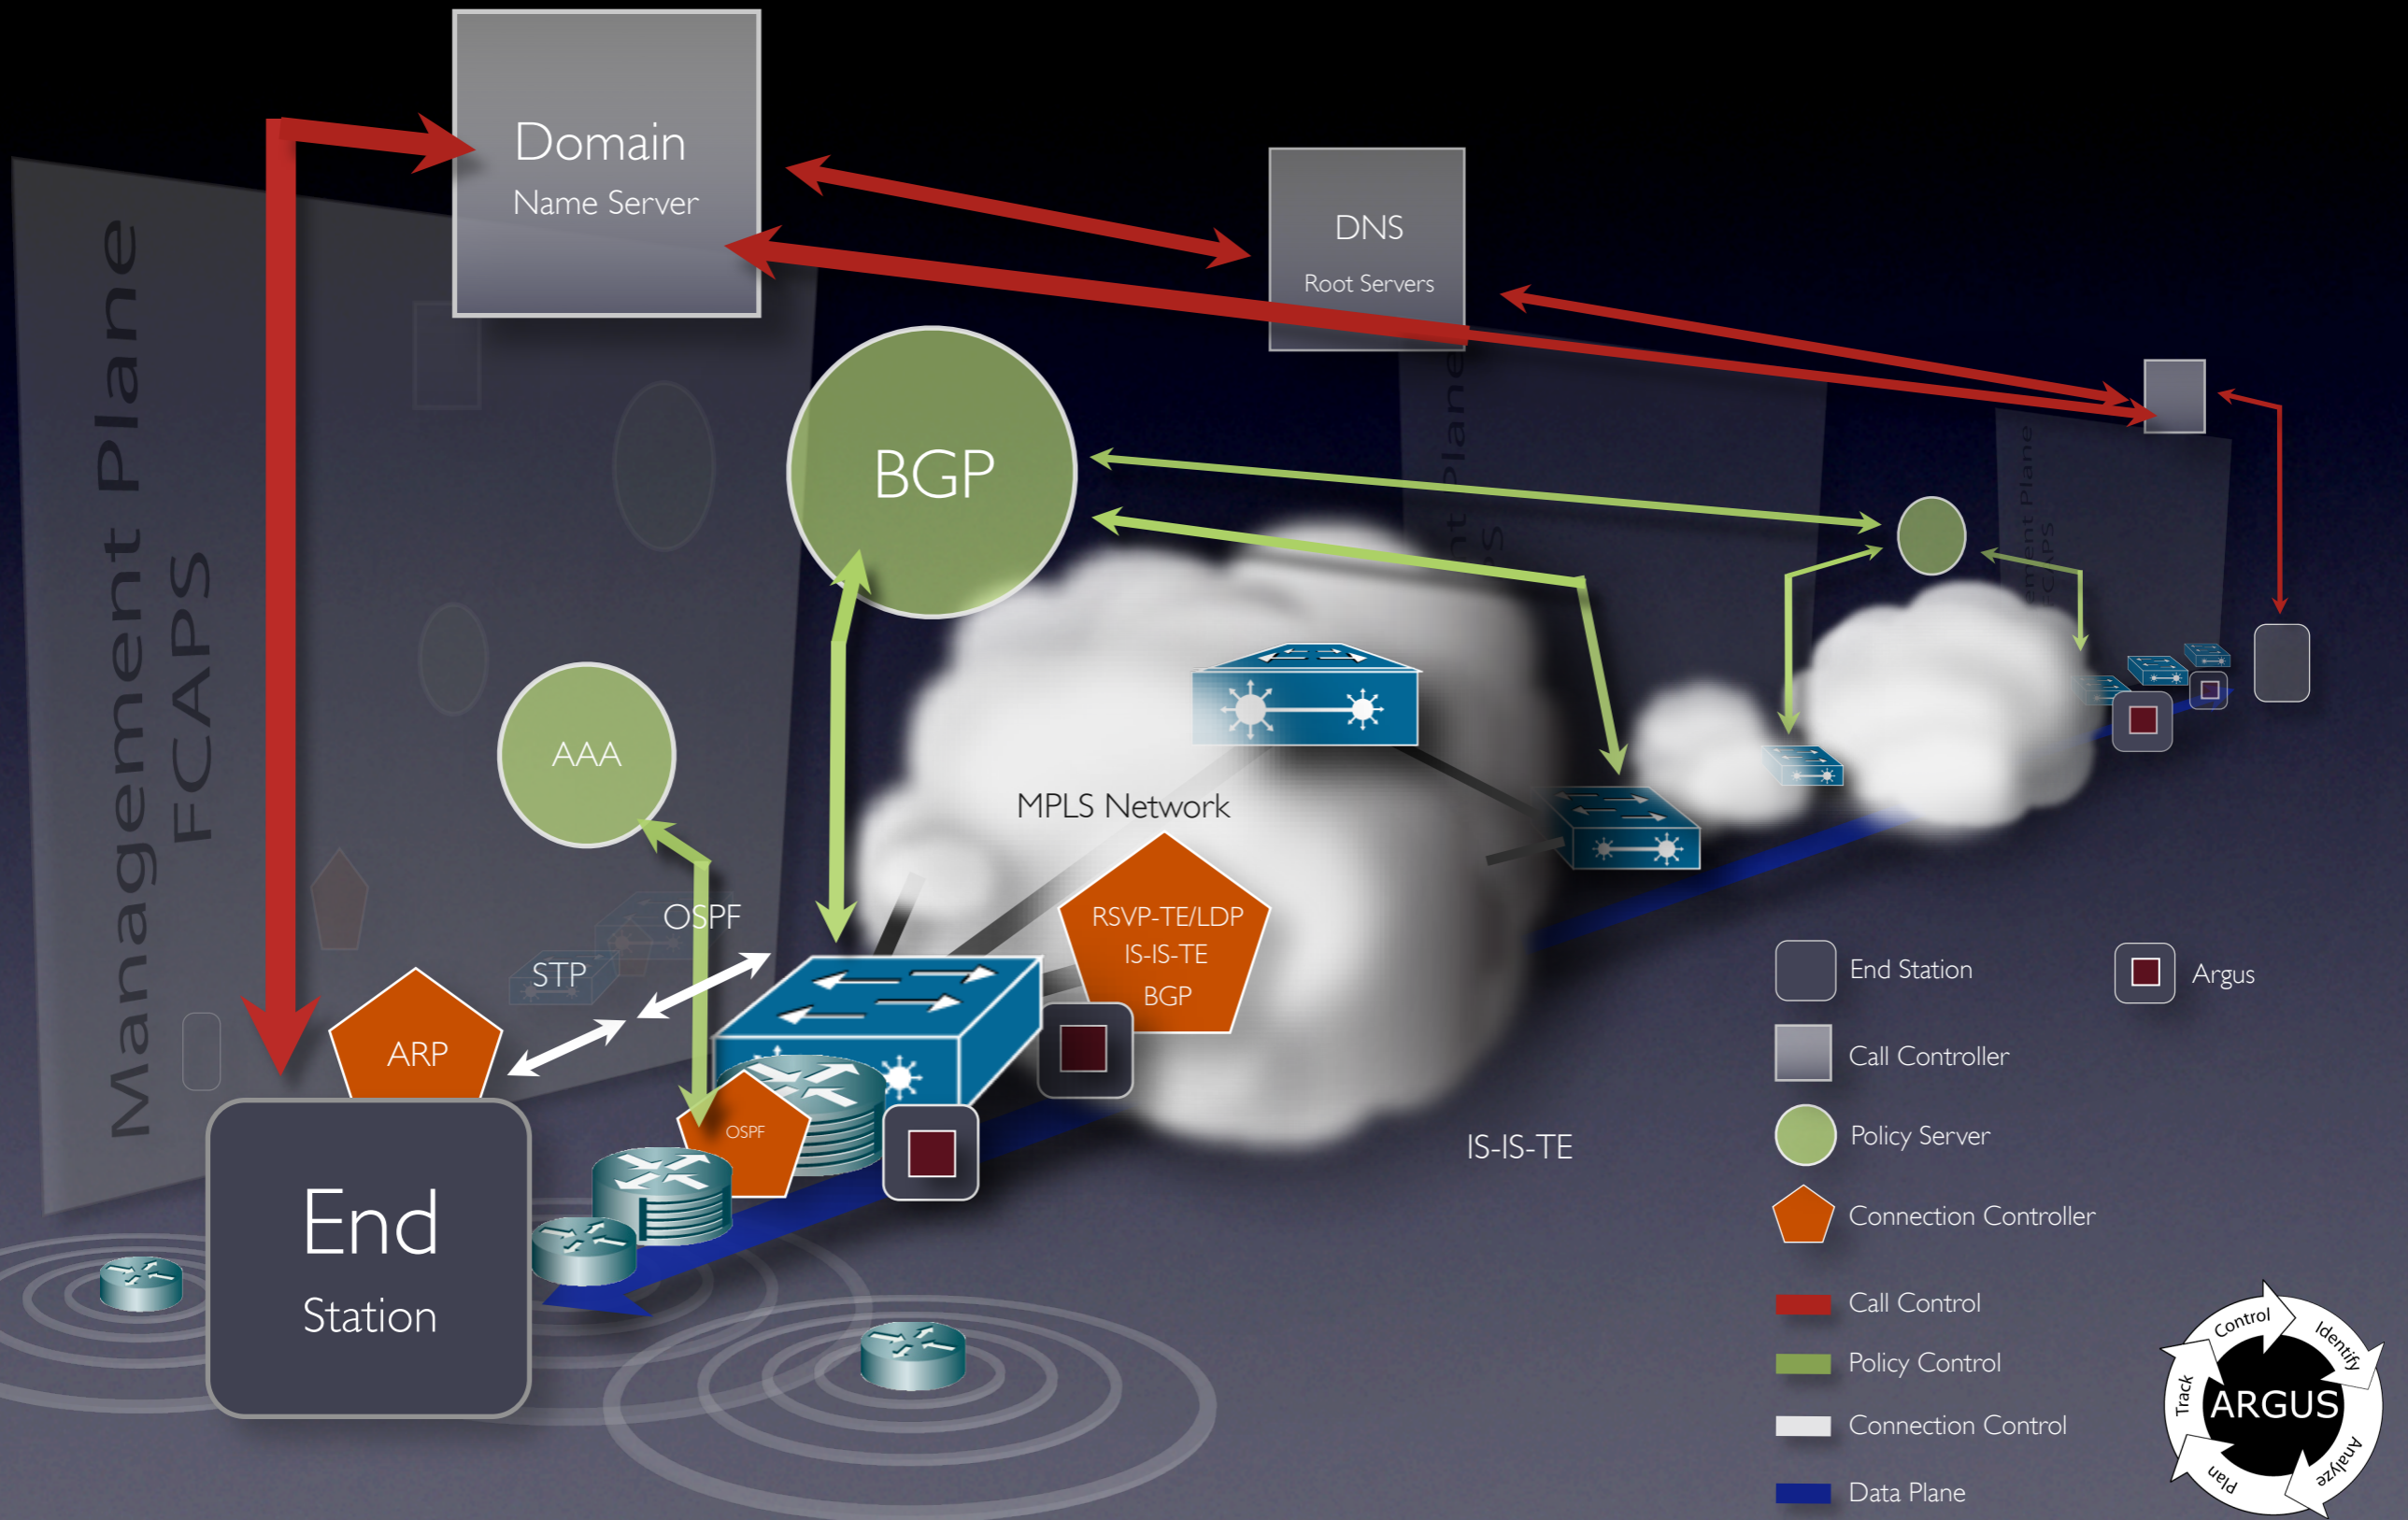 Domain
Name Server
DNS
Root Servers
Management Plane
FCAPS
BGP
AAA
MPLS Network
OSPF
STP
RSVP-TE/LDP
IS-IS-TE
BGP
ARP
OSPF
IS-IS-TE
End
Station
End Station
Argus
Call Controller
Policy Server
Connection Controller
Call Control
Policy Control
Connection Control
Data Plane
Control
Identify
Analyze
Plan
Track
ARGUS